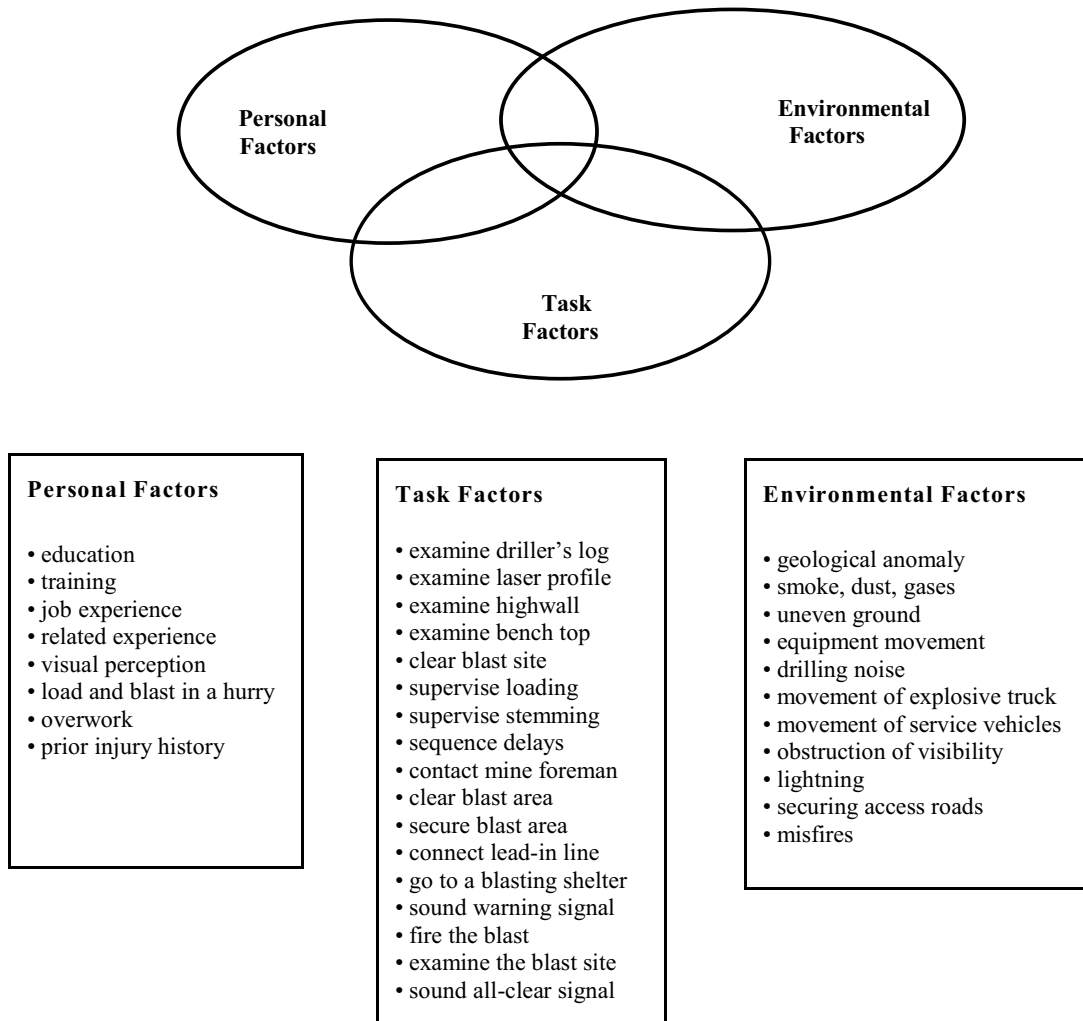 Personal
Factors
Environmental
Factors
Task
Factors
Personal Factors
• education
• training
• job experience
• related experience
• visual perception
• load and blast in a hurry
• overwork
• prior injury history
Task Factors
• examine driller’s log
• examine laser profile
• examine highwall
• examine bench top
• clear blast site
• supervise loading
• supervise stemming
• sequence delays
• contact mine foreman
• clear blast area
• secure blast area
• connect lead-in line
• go to a blasting shelter
• sound warning signal
• fire the blast
• examine the blast site
• sound all-clear signal
Environmental Factors
• geological anomaly
• smoke, dust, gases
• uneven ground
• equipment movement
• drilling noise
• movement of explosive truck
• movement of service vehicles
• obstruction of visibility
• lightning
• securing access roads
• misfires